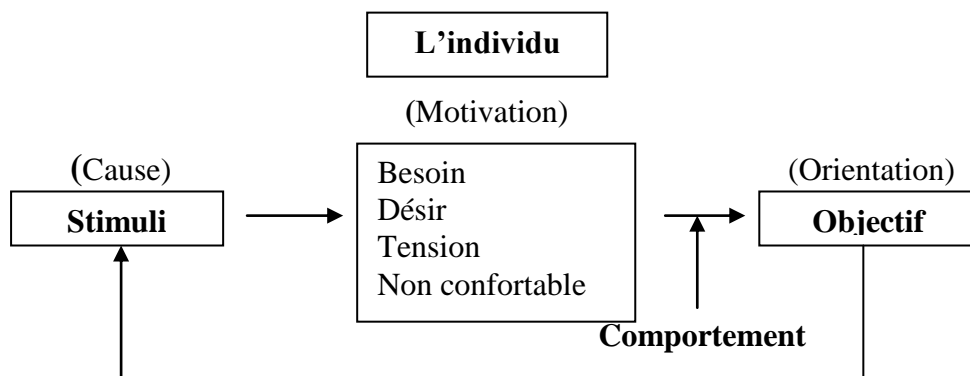 L’individu
(Motivation)
(Cause)
Stimuli
Besoin
Désir
Tension
Non confortable
(Orientation)
Objectif
Comportement